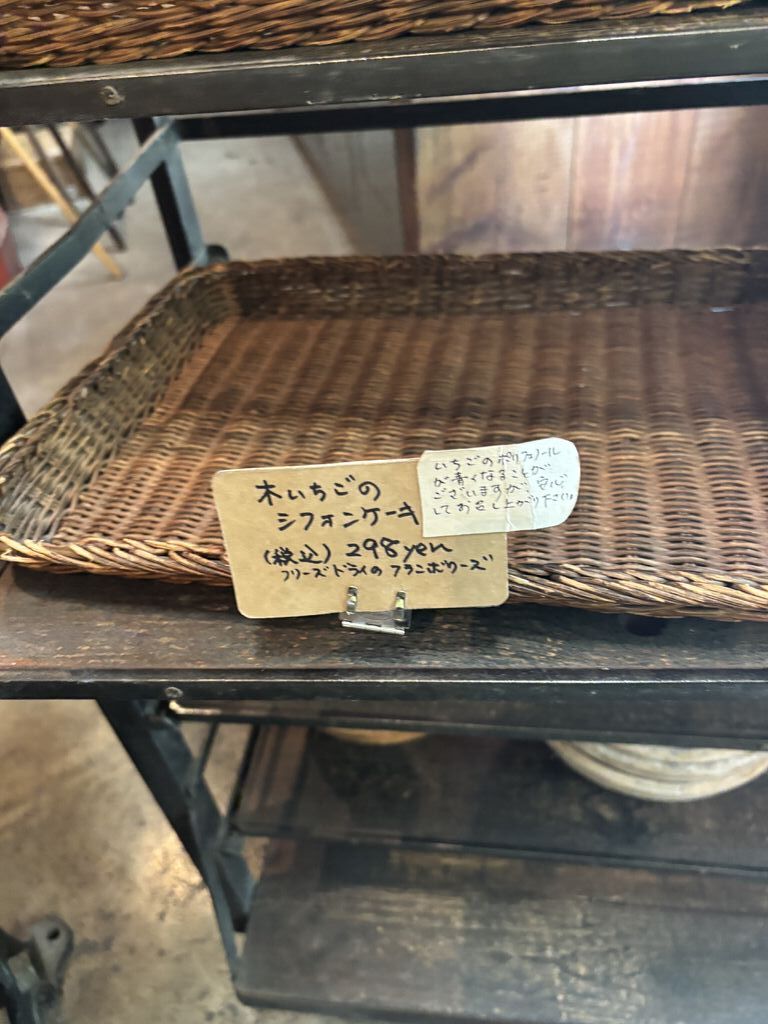 木いちごの
シフォンケーキ
(税込) 298yen
フリーズドライのフランボワーズ
いちごのポリフェノール
が青くなることが
ございますが 安心
してお召し上がり下さい。